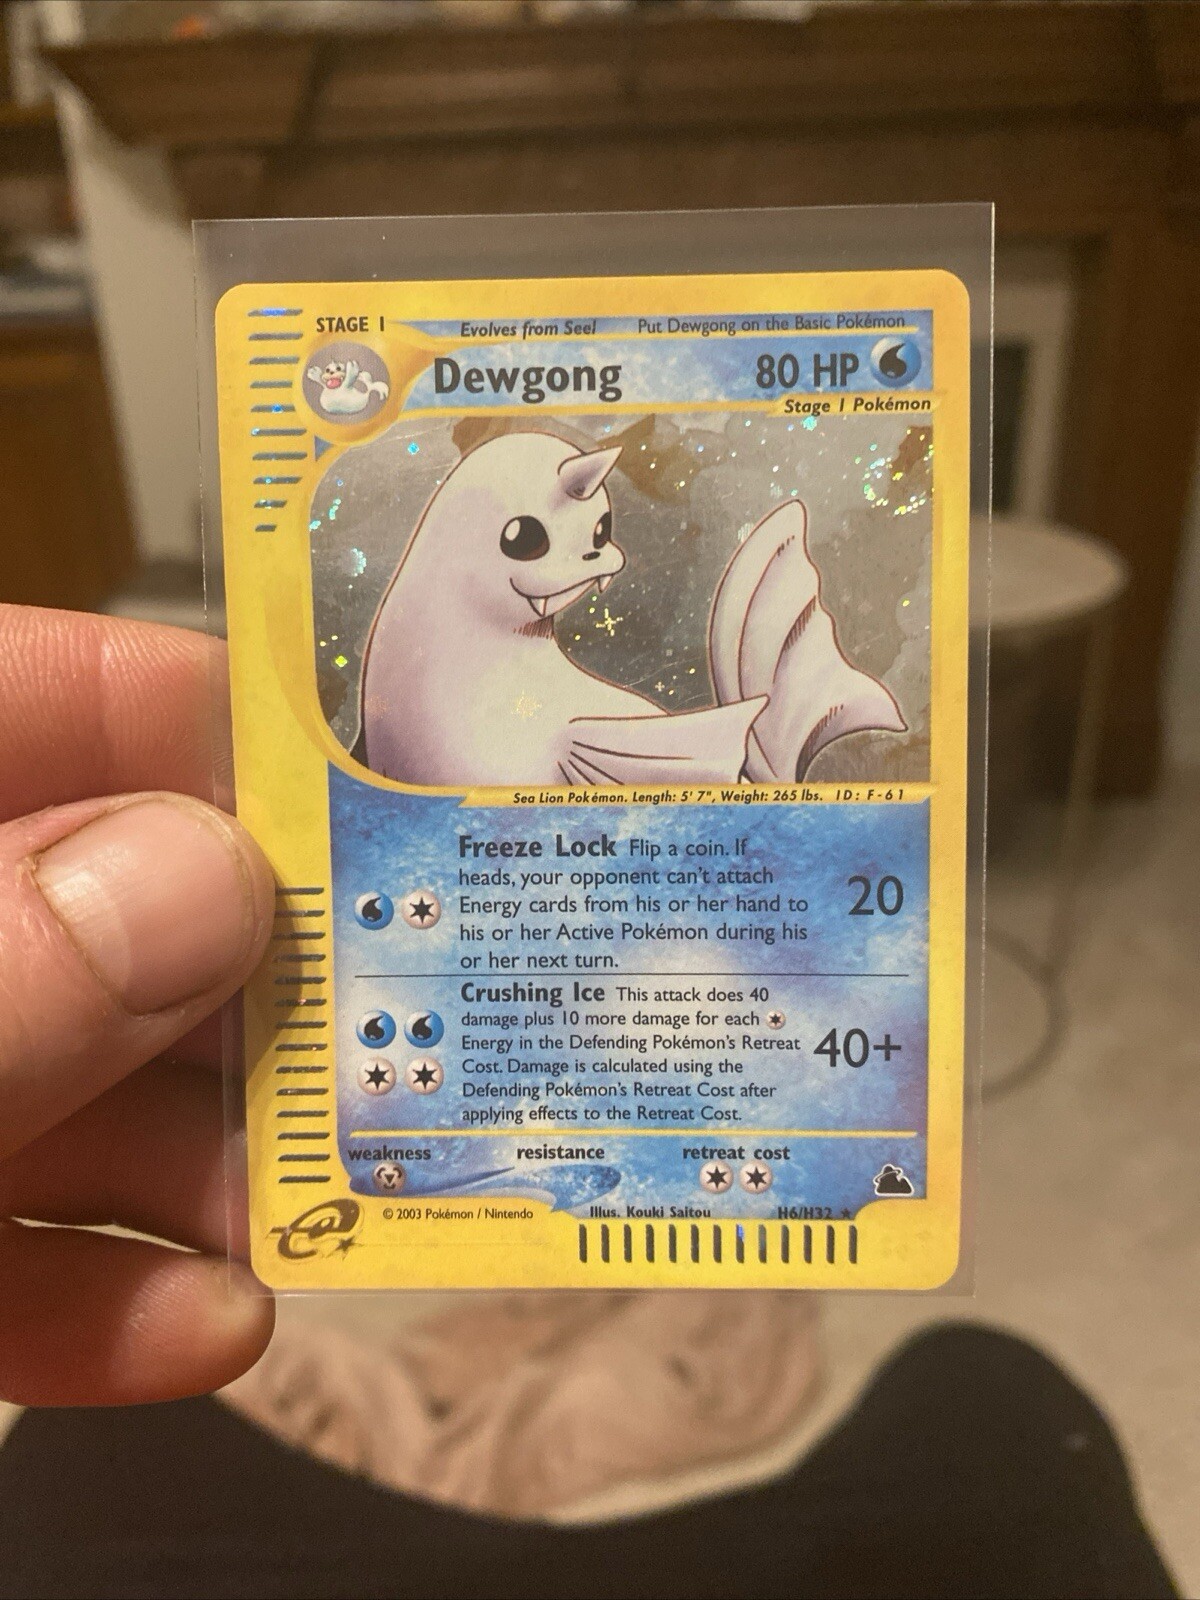 STAGE 1
Evolves from Seel Put Dewgong on the Basic Pokémon
Dewgong 80 HP
Stage 1 Pokémon
Sea Lion Pokémon. Length: 5' 7", Weight: 265 lbs. ID: F-61
Freeze Lock Flip a coin. If
heads, your opponent can't attach
Energy cards from his or her hand to
his or her Active Pokémon during his
or her next turn.
20
Crushing Ice This attack does 40
damage plus 10 more damage for each
Energy in the Defending Pokémon's Retreat
Cost. Damage is calculated using the
Defending Pokémon's Retreat Cost after
applying effects to the Retreat Cost.
40+
weakness resistance retreat cost
© 2003 Pokémon / Nintendo Illus. Kouki Saitou H6/H32 ★
e